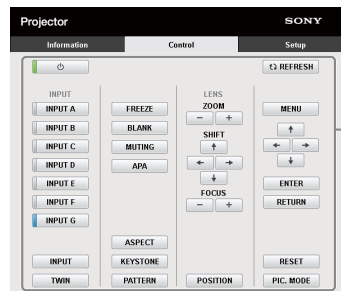 Projector SONY
Information Control Setup
REFRESH
INPUT LENS
ZOOM
INPUT A FREEZE − + MENU
INPUT B BLANK SHIFT
INPUT C MUTING
INPUT D APA
INPUT E FOCUS ENTER
INPUT F − + RETURN
INPUT G
ASPECT
INPUT KEYSTONE RESET
TWIN PATTERN POSITION PIC. MODE